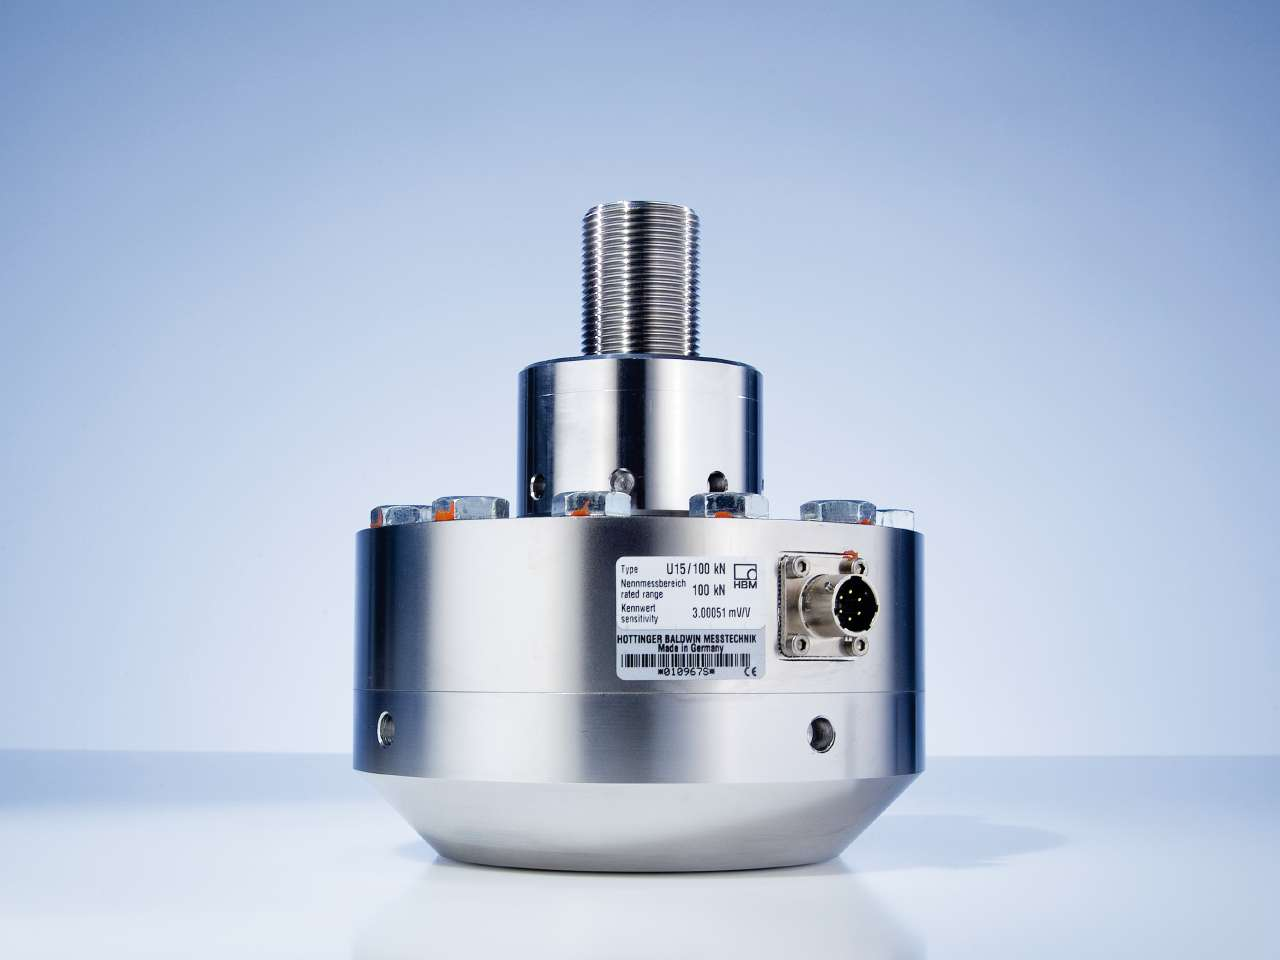 Type U15/100 kN
HBM
Nennmessbereich
rated range 100 kN
Kennwert
sensitivity 3.00051 mV/V
HOTTINGER BALDWIN MESSTECHNIK
Made in Germany
*010967S* CE